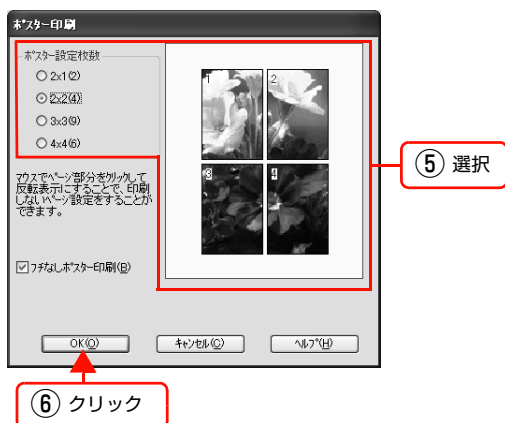 ポスター印刷
ポスター設定枚数
2x1(2)
2x2(4)
3x3(9)
4x4(6)
マウスでページ部分をクリックして
反転表示にすることで、印刷
しないページ設定をすることが
できます。
フチなしポスター印刷(B)
1
2
3
4
OK(O)
キャンセル(C)
ヘルプ(H)
⑤ 選択
⑥ クリック